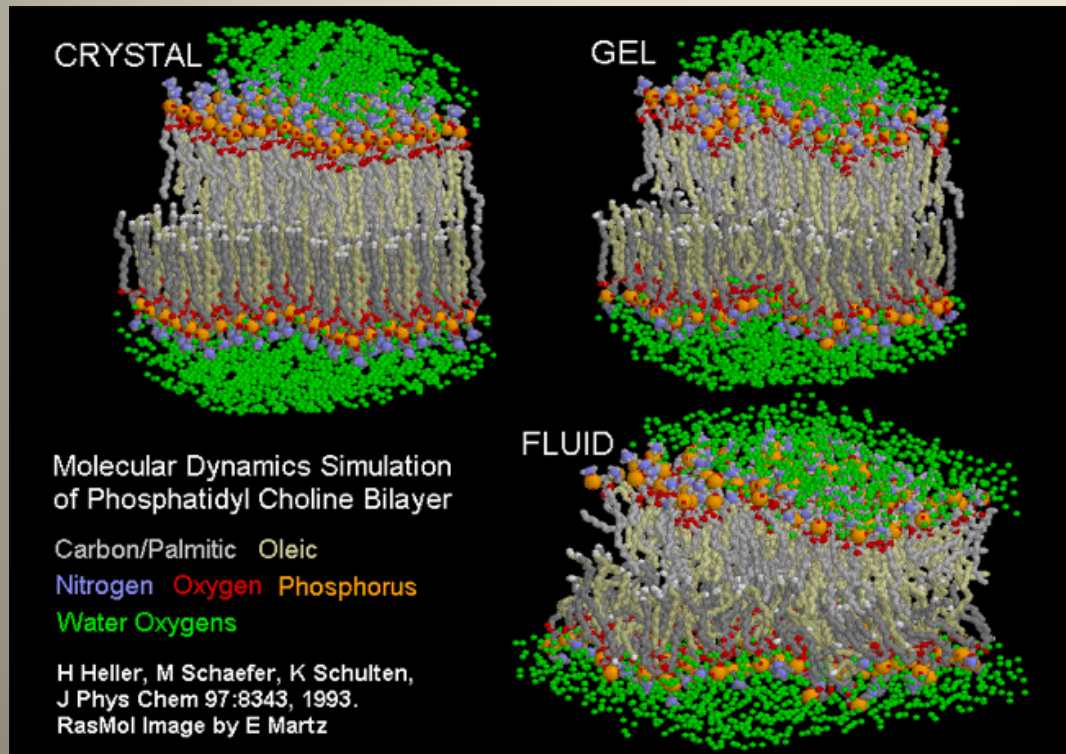 CRYSTAL
GEL
FLUID
Molecular Dynamics Simulation
of Phosphatidyl Choline Bilayer
Carbon/Palmitic Oleic
Nitrogen Oxygen Phosphorus
Water Oxygens
H Heller, M Schaefer, K Schulten,
J Phys Chem 97:8343, 1993.
RasMol Image by E Martz